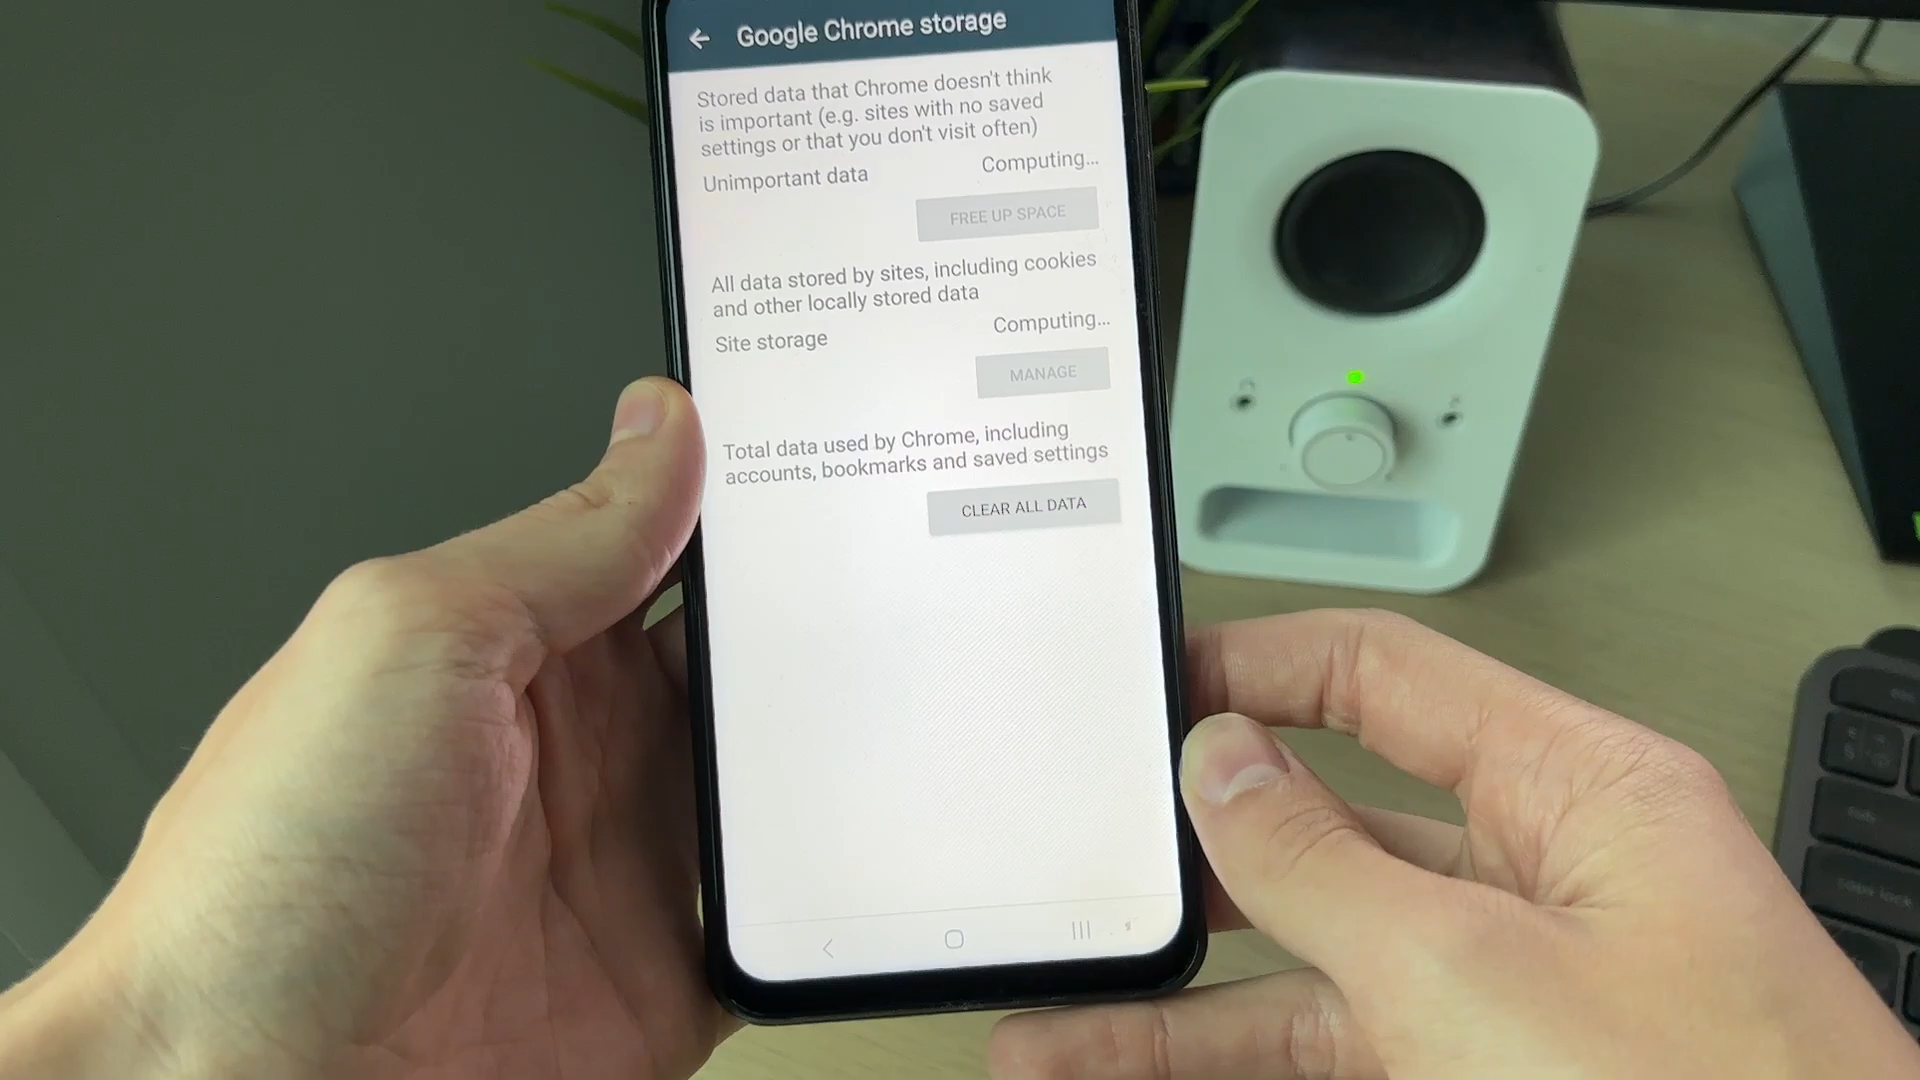 Google Chrome storage
Stored data that Chrome doesn't think
is important (e.g. sites with no saved
settings or that you don't visit often)
Unimportant data
Computing...
FREE UP SPACE
All data stored by sites, including cookies
and other locally stored data
Site storage
Computing...
MANAGE
Total data used by Chrome, including
accounts, bookmarks and saved settings
CLEAR ALL DATA
caps lock